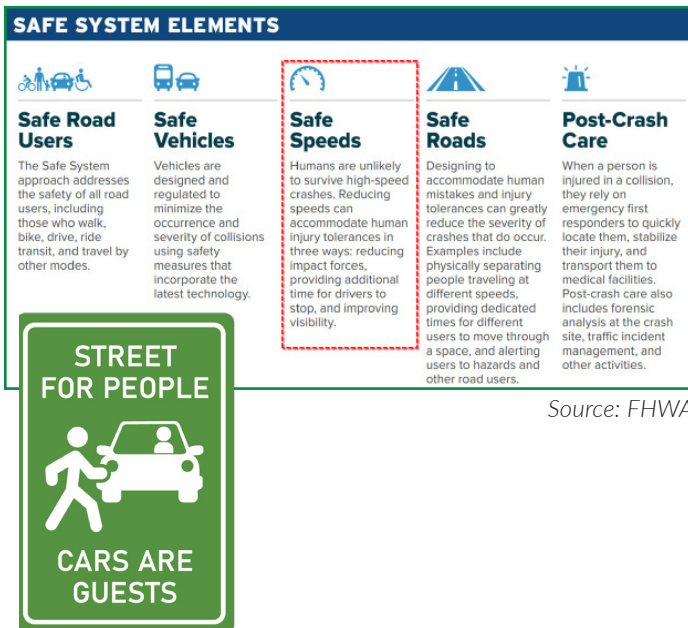 SAFE SYSTEM ELEMENTS
Safe Road
Users
The Safe System
approach addresses
the safety of all road
users, including
those who walk,
bike, drive, ride
transit, and travel by
other modes.
Safe
Vehicles
Vehicles are
designed and
regulated to
minimize the
occurrence and
severity of collisions
using safety
measures that
incorporate the
latest technology.
Safe
Speeds
Humans are unlikely
to survive high-speed
crashes. Reducing
speeds can
accommodate human
injury tolerances in
three ways: reducing
impact forces,
providing additional
time for drivers to
stop, and improving
visibility.
Safe
Roads
Designing to
accommodate human
mistakes and injury
tolerances can greatly
reduce the severity of
crashes that do occur.
Examples include
physically separating
people traveling at
different speeds,
providing dedicated
times for different
users to move through
a space, and alerting
users to hazards and
other road users.
Post-Crash
Care
When a person is
injured in a collision,
they rely on
emergency first
responders to quickly
locate them, stabilize
their injury, and
transport them to
medical facilities.
Post-crash care also
includes forensic
analysis at the crash
site, traffic incident
management, and
other activities.
Source: FHWA
STREET
FOR PEOPLE
CARS ARE
GUESTS